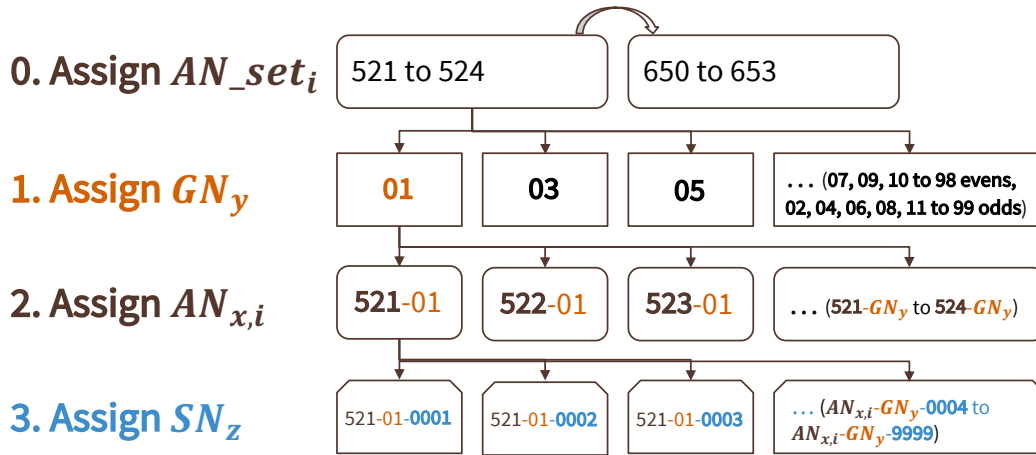 0. Assign AN_set_i 521 to 524 650 to 653
1. Assign GN_y 01 03 05 ... (07, 09, 10 to 98 evens,
02, 04, 06, 08, 11 to 99 odds)
2. Assign AN_{x,i} 521-01 522-01 523-01 ... (521-GN_y to 524-GN_y)
3. Assign SN_z 521-01-0001 521-01-0002 521-01-0003 ... (AN_{x,i}-GN_y-0004 to
AN_{x,i}-GN_y-9999)